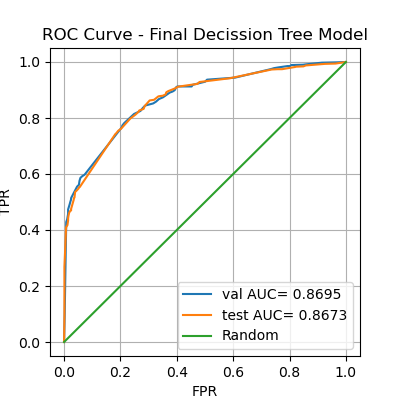 ROC Curve - Final Decission Tree Model
1.0
0.8
0.6
TPR
0.4
0.2
0.0
val AUC= 0.8695
test AUC= 0.8673
Random
0.0 0.2 0.4 0.6 0.8 1.0
FPR